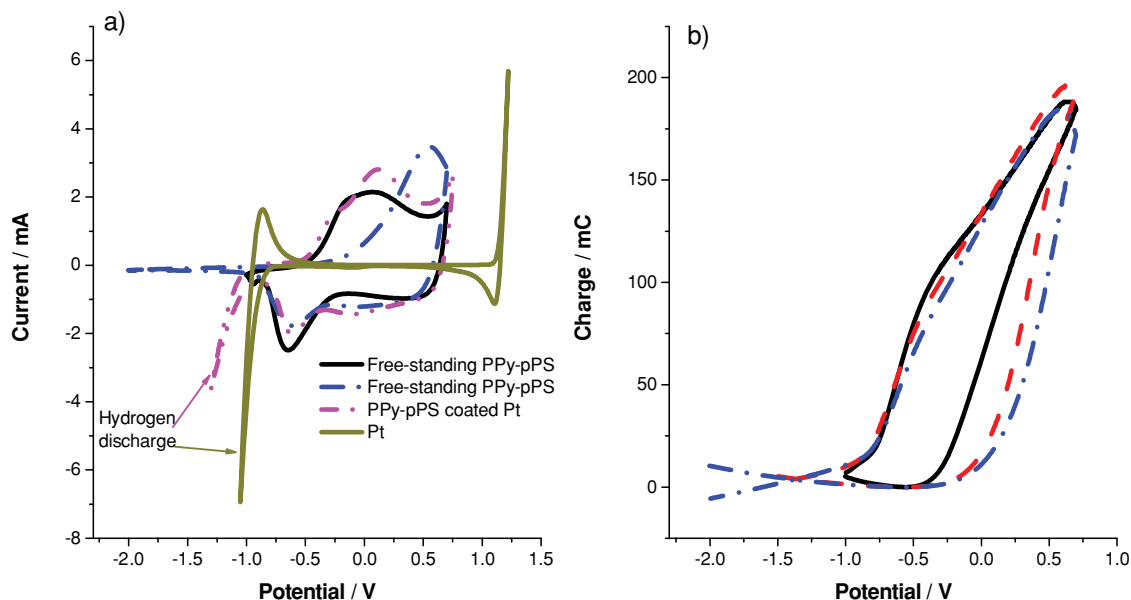 a)
6
4
2
0
-2
-4
-6
-8
Current / mA
Free-standing PPy-pPS
Free-standing PPy-pPS
PPy-pPS coated Pt
Pt
Hydrogen
discharge
-2.0 -1.5 -1.0 -0.5 0.0 0.5 1.0 1.5
Potential / V
b)
200
150
100
50
0
Charge / mC
-2.0 -1.5 -1.0 -0.5 0.0 0.5 1.0
Potential / V